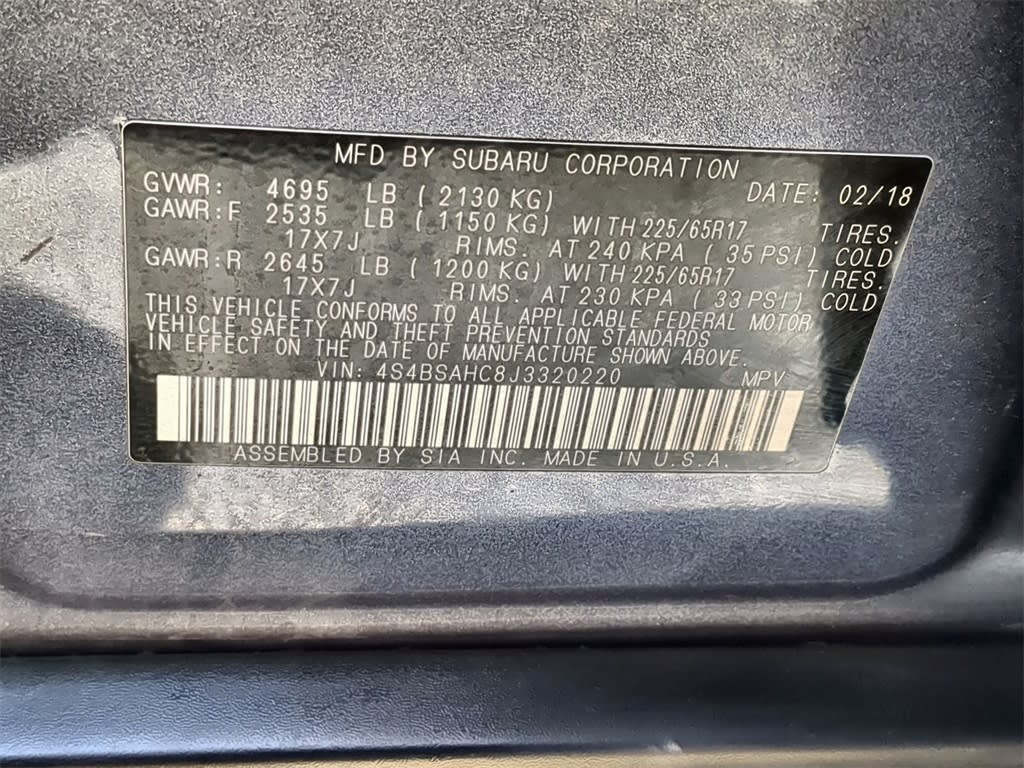 MFD BY SUBARU CORPORATION
GVWR: 4695 LB ( 2130 KG) DATE: 02/18
GAWR:F 2535 LB ( 1150 KG) WITH 225/65R17 TIRES.
17X7J RIMS. AT 240 KPA ( 35 PSI) COLD
GAWR:R 2645 LB ( 1200 KG) WITH 225/65R17 TIRES.
17X7J RIMS. AT 230 KPA ( 33 PSI) COLD
THIS VEHICLE CONFORMS TO ALL APPLICABLE FEDERAL MOTOR
VEHICLE SAFETY AND THEFT PREVENTION STANDARDS
IN EFFECT ON THE DATE OF MANUFACTURE SHOWN ABOVE.
VIN: 4S4BSAHC8J3320220 MPV
ASSEMBLED BY SIA INC. MADE IN U.S.A.